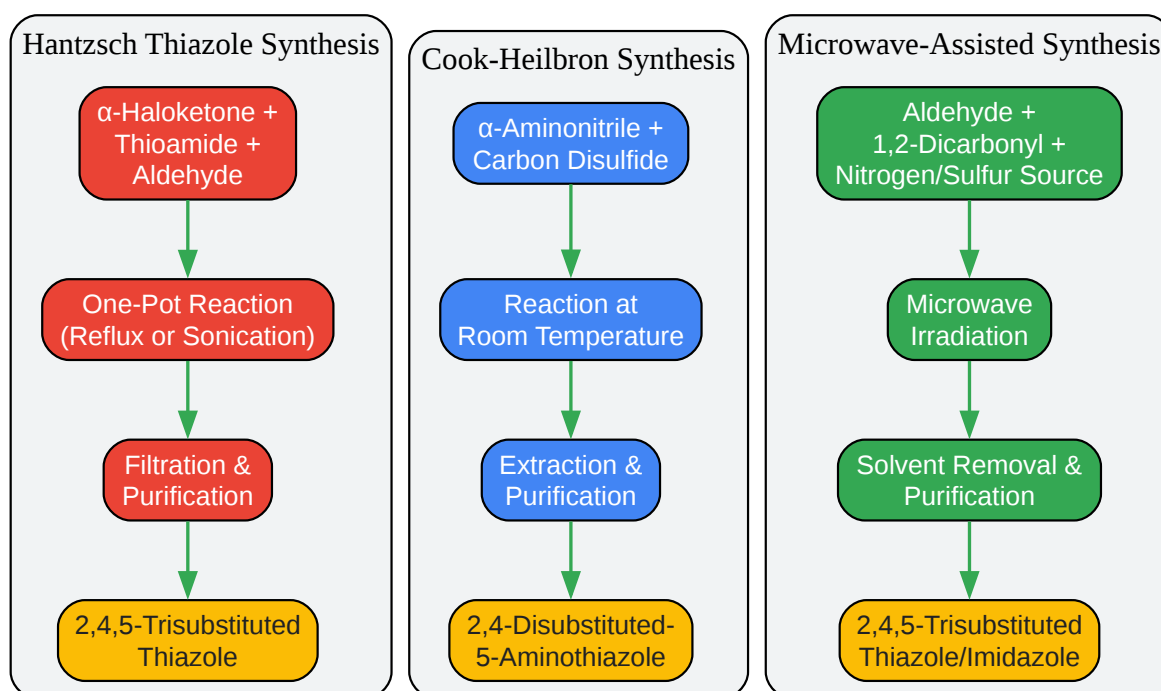 Hantzsch Thiazole Synthesis
α-Haloketone +
Thioamide +
Aldehyde
One-Pot Reaction
(Reflux or Sonication)
Filtration &
Purification
2,4,5-Trisubstituted
Thiazole
Cook-Heilbron Synthesis
α-Aminonitrile +
Carbon Disulfide
Reaction at
Room Temperature
Extraction &
Purification
2,4-Disubstituted-
5-Aminothiazole
Microwave-Assisted Synthesis
Aldehyde +
1,2-Dicarbonyl +
Nitrogen/Sulfur Source
Microwave
Irradiation
Solvent Removal &
Purification
2,4,5-Trisubstituted
Thiazole/Imidazole